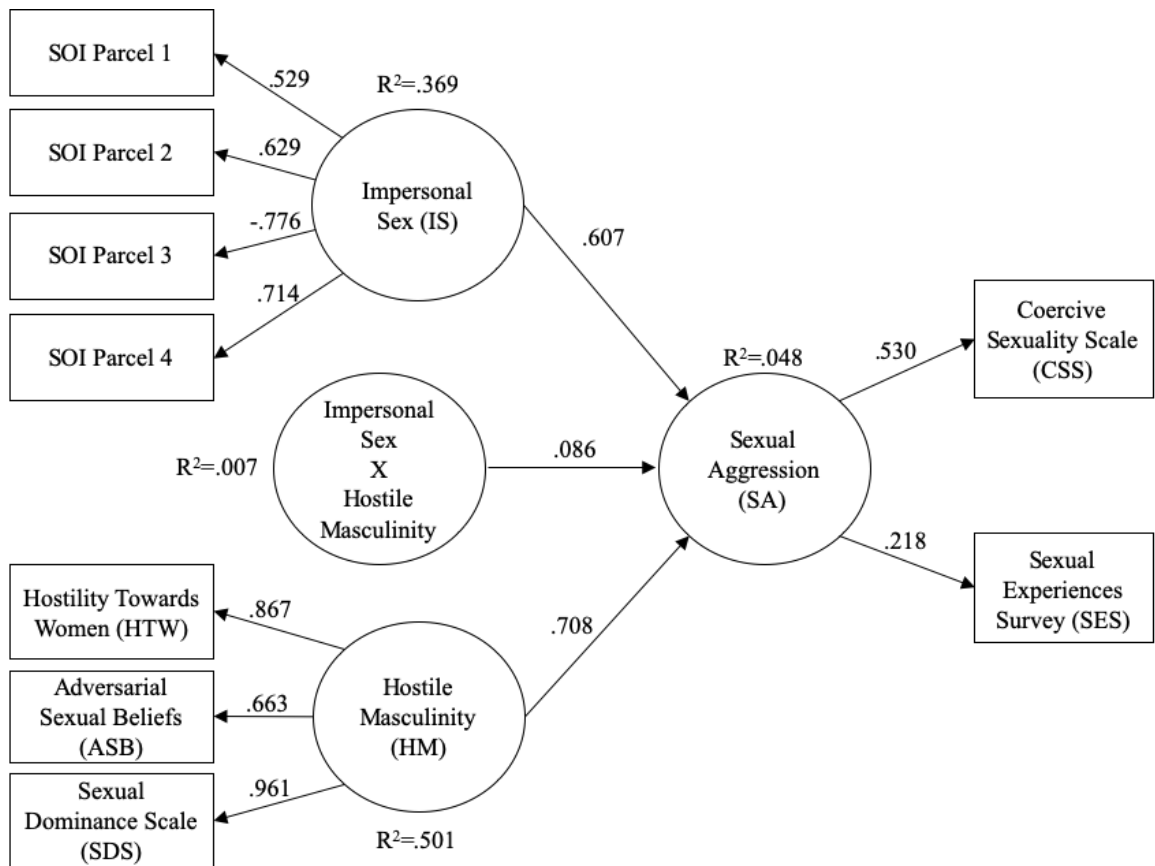 SOI Parcel 1
.529
R²=.369
SOI Parcel 2
.629
Impersonal
Sex (IS)
-.776
SOI Parcel 3
.607
.714
SOI Parcel 4
Coercive
Sexuality Scale
(CSS)
R²=.048
.530
Impersonal
Sex
X
Hostile
Masculinity
R²=.007
.086
Sexual
Aggression
(SA)
.218
Sexual
Experiences
Survey (SES)
Hostility Towards
Women (HTW)
.867
.708
Adversarial
Sexual Beliefs
(ASB)
.663
Hostile
Masculinity
(HM)
.961
Sexual
Dominance Scale
(SDS)
R²=.501